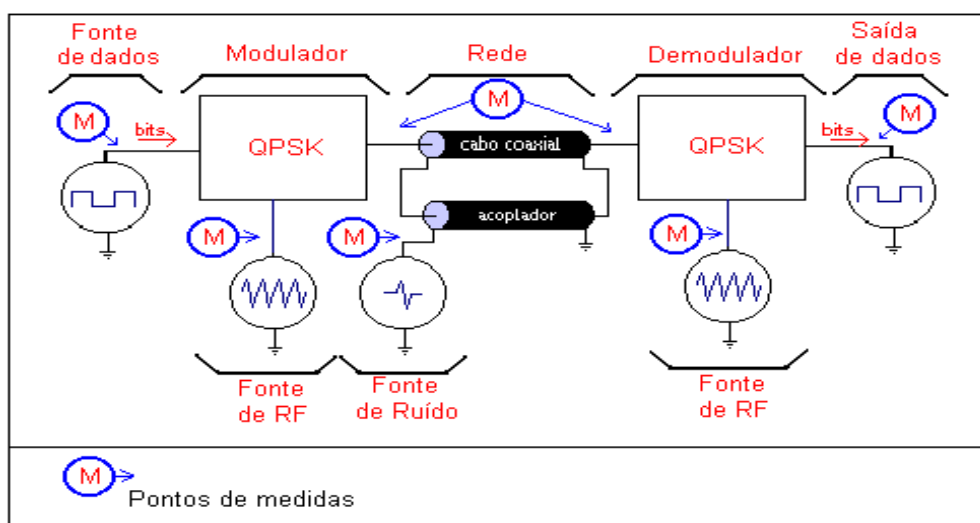 Fonte
de dados
Modulador
Rede
Demodulador
Saída
de dados
M
bits
QPSK
M
cabo coaxial
QPSK
bits
M
M
M
acoplador
M
Fonte
de RF
Fonte
de Ruído
Fonte
de RF
M
Pontos de medidas